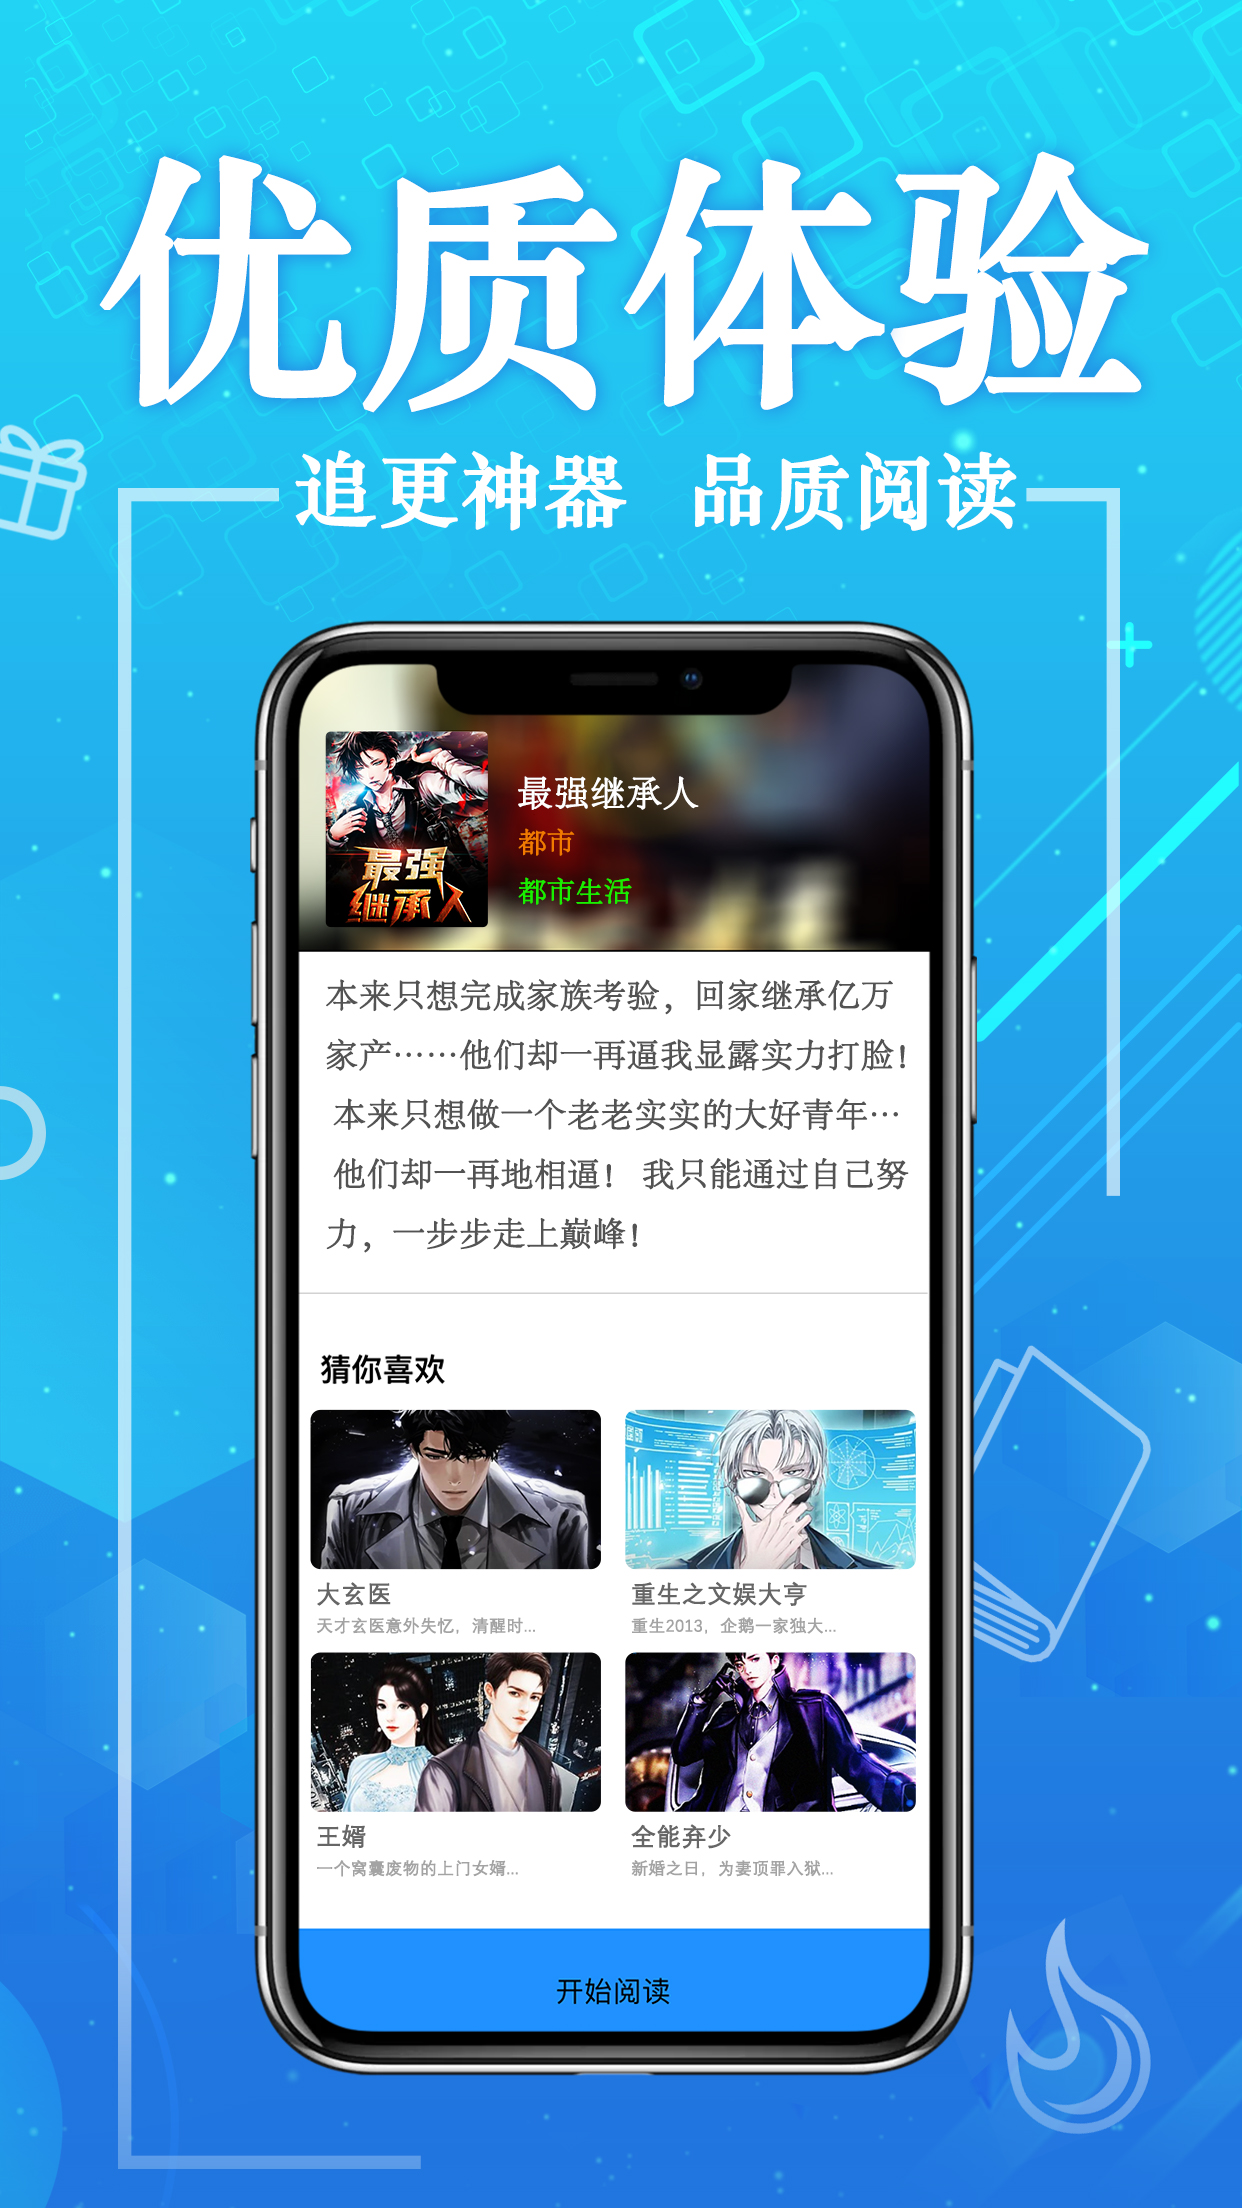 优质体验
追更神器 品质阅读
最强继承人
都市
都市生活
最强
继承人
本来只想完成家族考验，回家继承亿万
家产……他们却一再逼我显露实力打脸！
本来只想做一个老老实实的大好青年…
他们却一再地相逼！ 我只能通过自己努
力，一步步走上巅峰！
猜你喜欢
大玄医
天才玄医意外失忆，清醒时...
重生之文娱大亨
重生2013，企鹅一家独大...
王婿
一个窝囊废物的上门女婿...
全能弃少
新婚之日，为妻顶罪入狱...
开始阅读